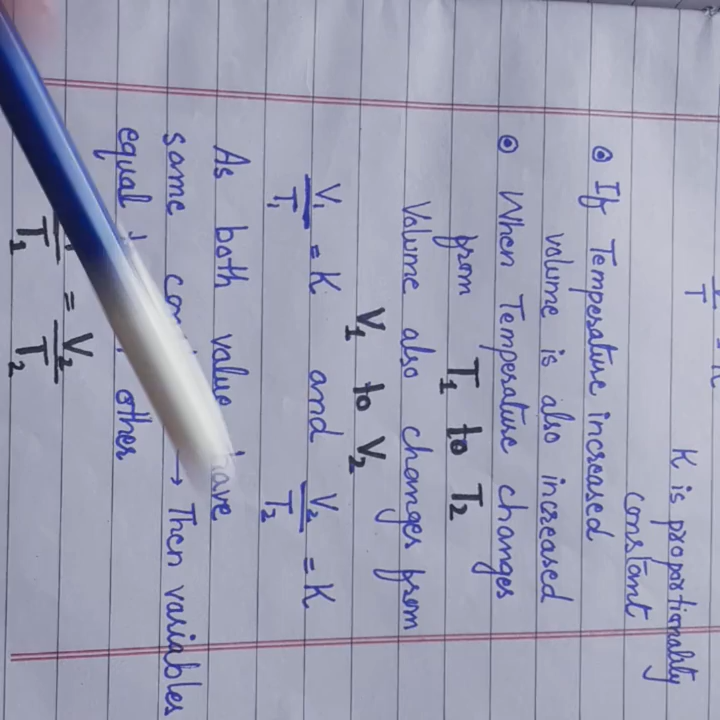 K is proportionality
constant
If Temperature increased
volume is also increased
When Temperature changes
from T1 to T2
Volume also changes from
V1 to V2
V1/T1 = K and V2/T2 = K
As both value have
same → Then variables
equal other
T1 = V2/T2